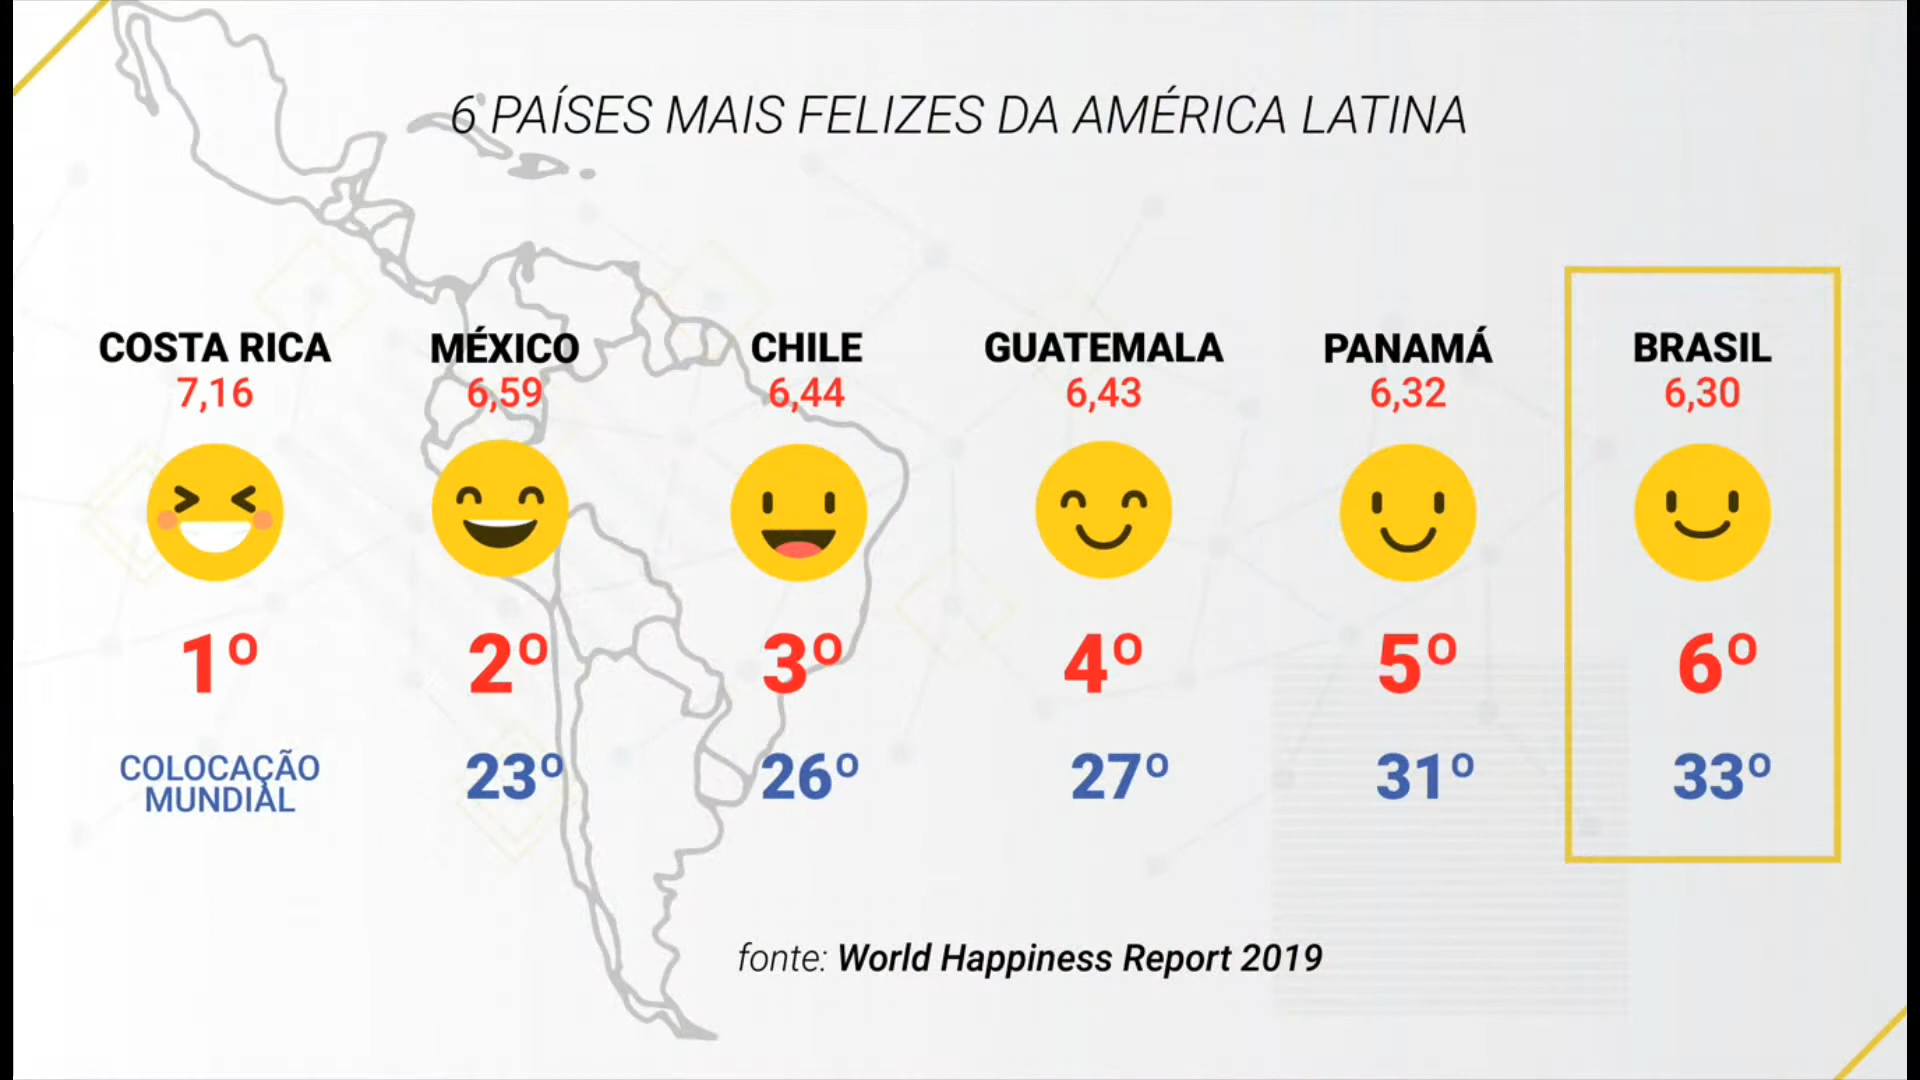 6 PAÍSES MAIS FELIZES DA AMÉRICA LATINA
COSTA RICA MÉXICO CHILE GUATEMALA PANAMÁ BRASIL
7,16 6,59 6,44 6,43 6,32 6,30
1º 2º 3º 4º 5º 6º
COLOCAÇÃO
MUNDIAL
23º 26º 27º 31º 33º
fonte: World Happiness Report 2019